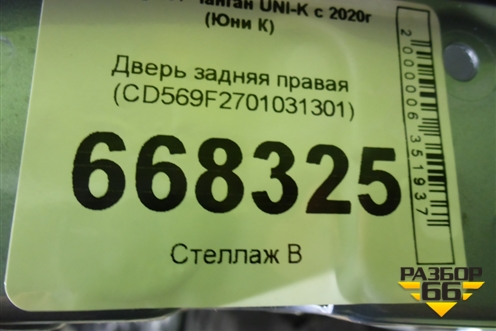 Чанган UNI-K с 2020г
(Юни К)
Дверь задняя правая
(CD569F2701031301)
668325
Стеллаж В
2000006351937
РАЗБОР
66